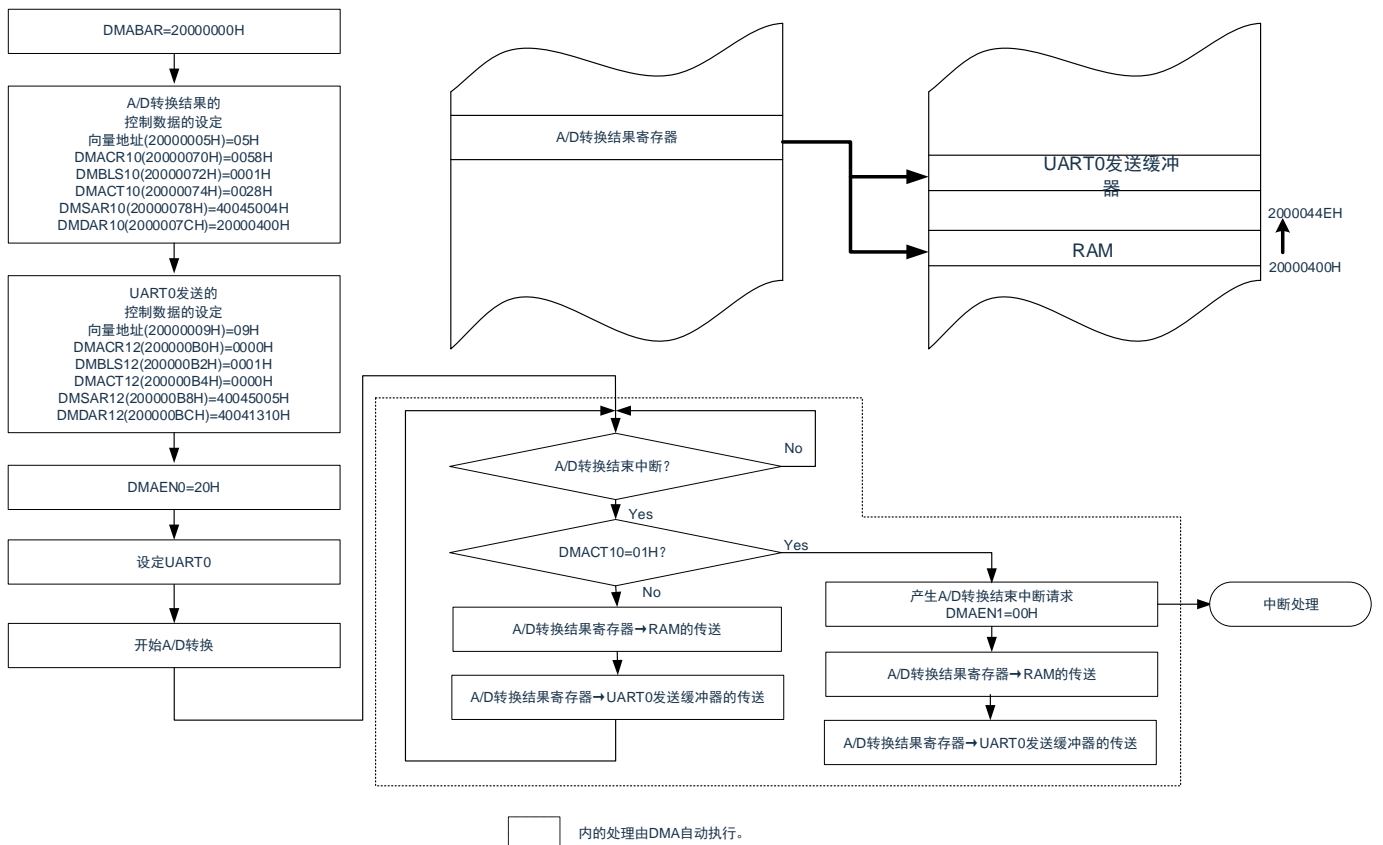 DMABAR=20000000H
A/D转换结果的
控制数据的设定
向量地址(20000005H)=05H
DMACR10(20000070H)=0058H
DMBLS10(20000072H)=0001H
DMACT10(20000074H)=0028H
DMSAR10(20000078H)=40045004H
DMDAR10(2000007CH)=20000400H
UART0发送的
控制数据的设定
向量地址(20000009H)=09H
DMACR12(200000B0H)=0000H
DMBLS12(200000B2H)=0001H
DMACT12(200000B4H)=0000H
DMSAR12(200000B8H)=40045005H
DMDAR12(200000BCH)=40041310H
DMAEN0=20H
设定UART0
开始A/D转换
A/D转换结果寄存器
UART0发送缓冲
器
2000044EH
RAM
20000400H
A/D转换结束中断？
No
Yes
DMACT10=01H？
Yes
No
A/D转换结果寄存器→RAM的传送
A/D转换结果寄存器→UART0发送缓冲器的传送
产生A/D转换结束中断请求
DMAEN1=00H
中断处理
A/D转换结果寄存器→RAM的传送
A/D转换结果寄存器→UART0发送缓冲器的传送
内的处理由DMA自动执行。